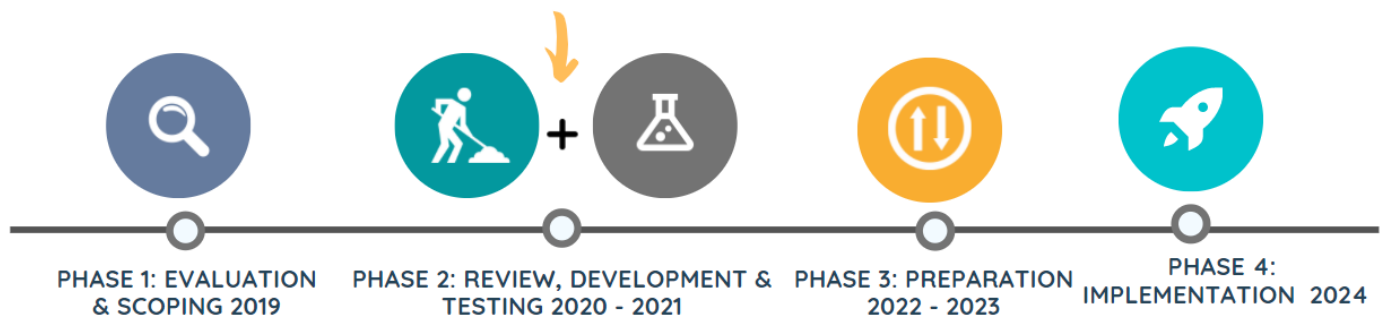 +
PHASE 1: EVALUATION
& SCOPING 2019
PHASE 2: REVIEW, DEVELOPMENT &
TESTING 2020 - 2021
PHASE 3: PREPARATION
2022 - 2023
PHASE 4:
IMPLEMENTATION 2024